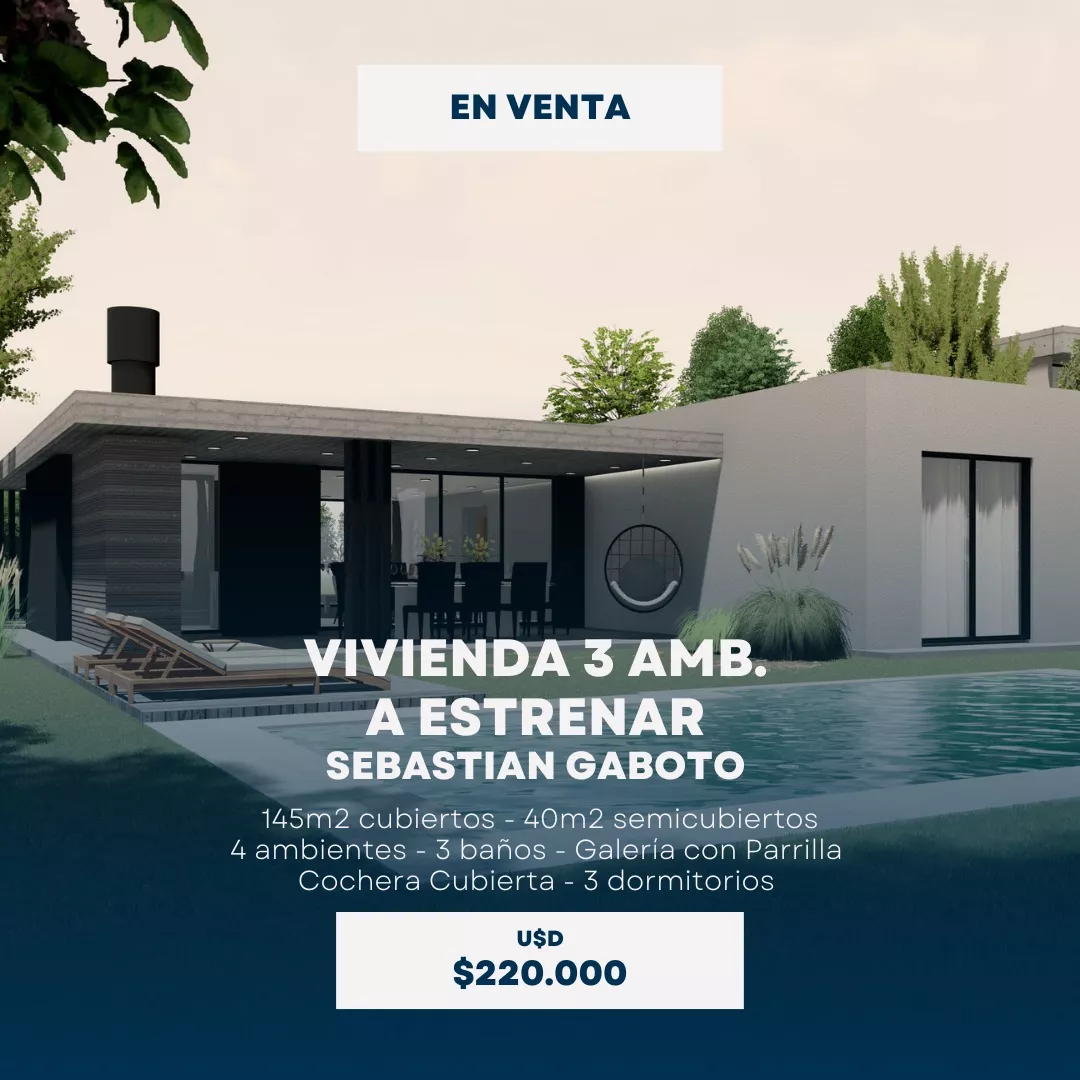 EN VENTA
VIVIENDA 3 AMB.
A ESTRENAR
SEBASTIAN GABOTO
145m2 cubiertos - 40m2 semicubiertos
4 ambientes - 3 baños - Galería con Parrilla
Cochera Cubierta - 3 dormitorios
U$D
$220.000